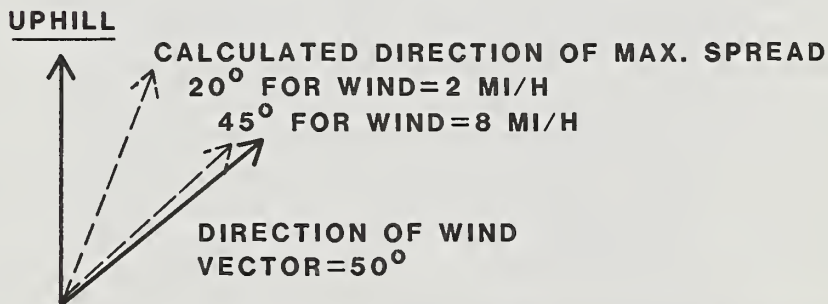 UPHILL
CALCULATED DIRECTION OF MAX. SPREAD
20° FOR WIND=2 MI/H
45° FOR WIND=8 MI/H
DIRECTION OF WIND
VECTOR=50°